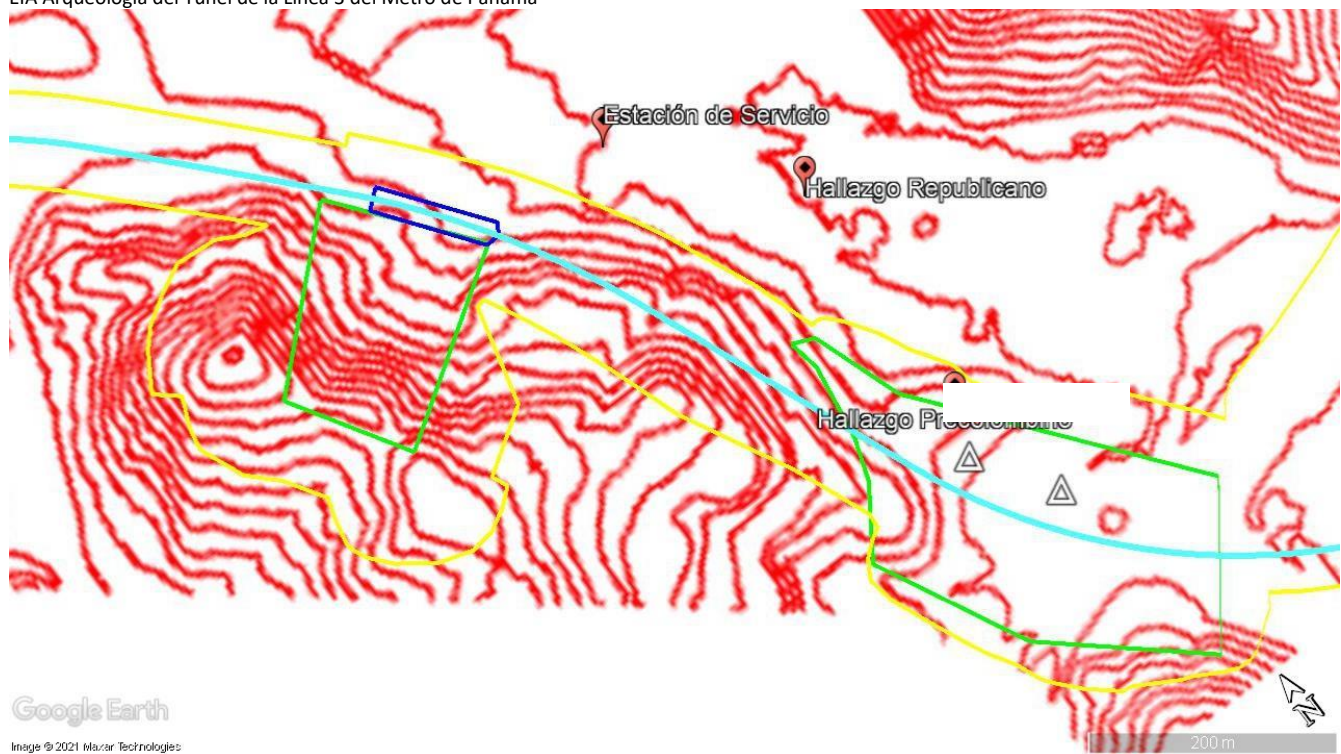 EIA Arqueología del Túnel de la Línea 3 del Metro de Panamá
Estación de Servicio
Hallazgo Republicano
Hallazgo Precolombino
N
Google Earth
Image © 2021 Maxar Technologies
200 m